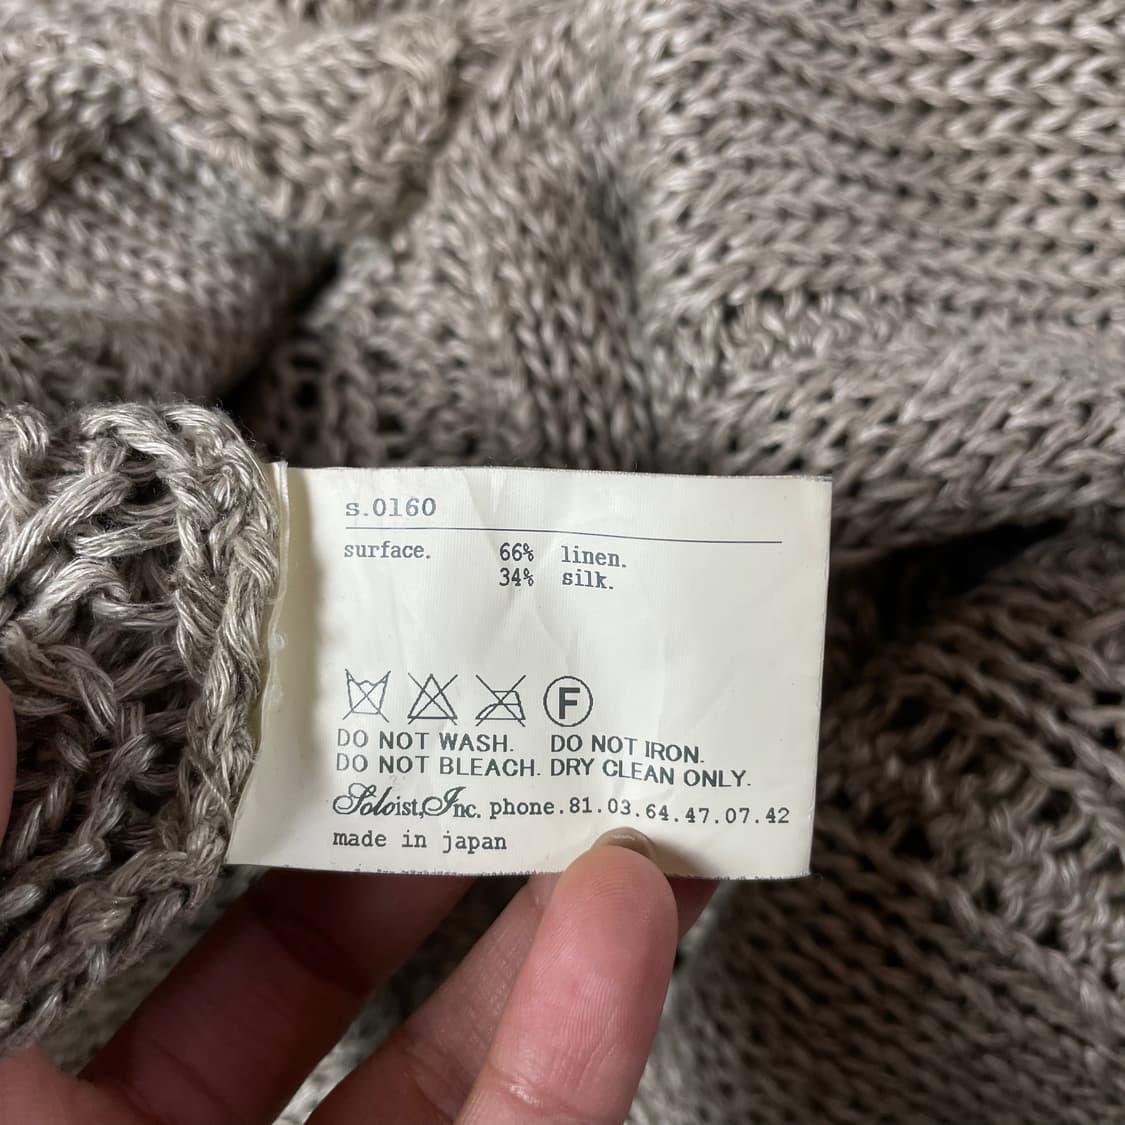 s.0160
surface. 66% linen.
34% silk.
F
DO NOT WASH. DO NOT IRON.
DO NOT BLEACH. DRY CLEAN ONLY.
Soloist,Inc. phone.81.03.64.47.07.42
made in japan